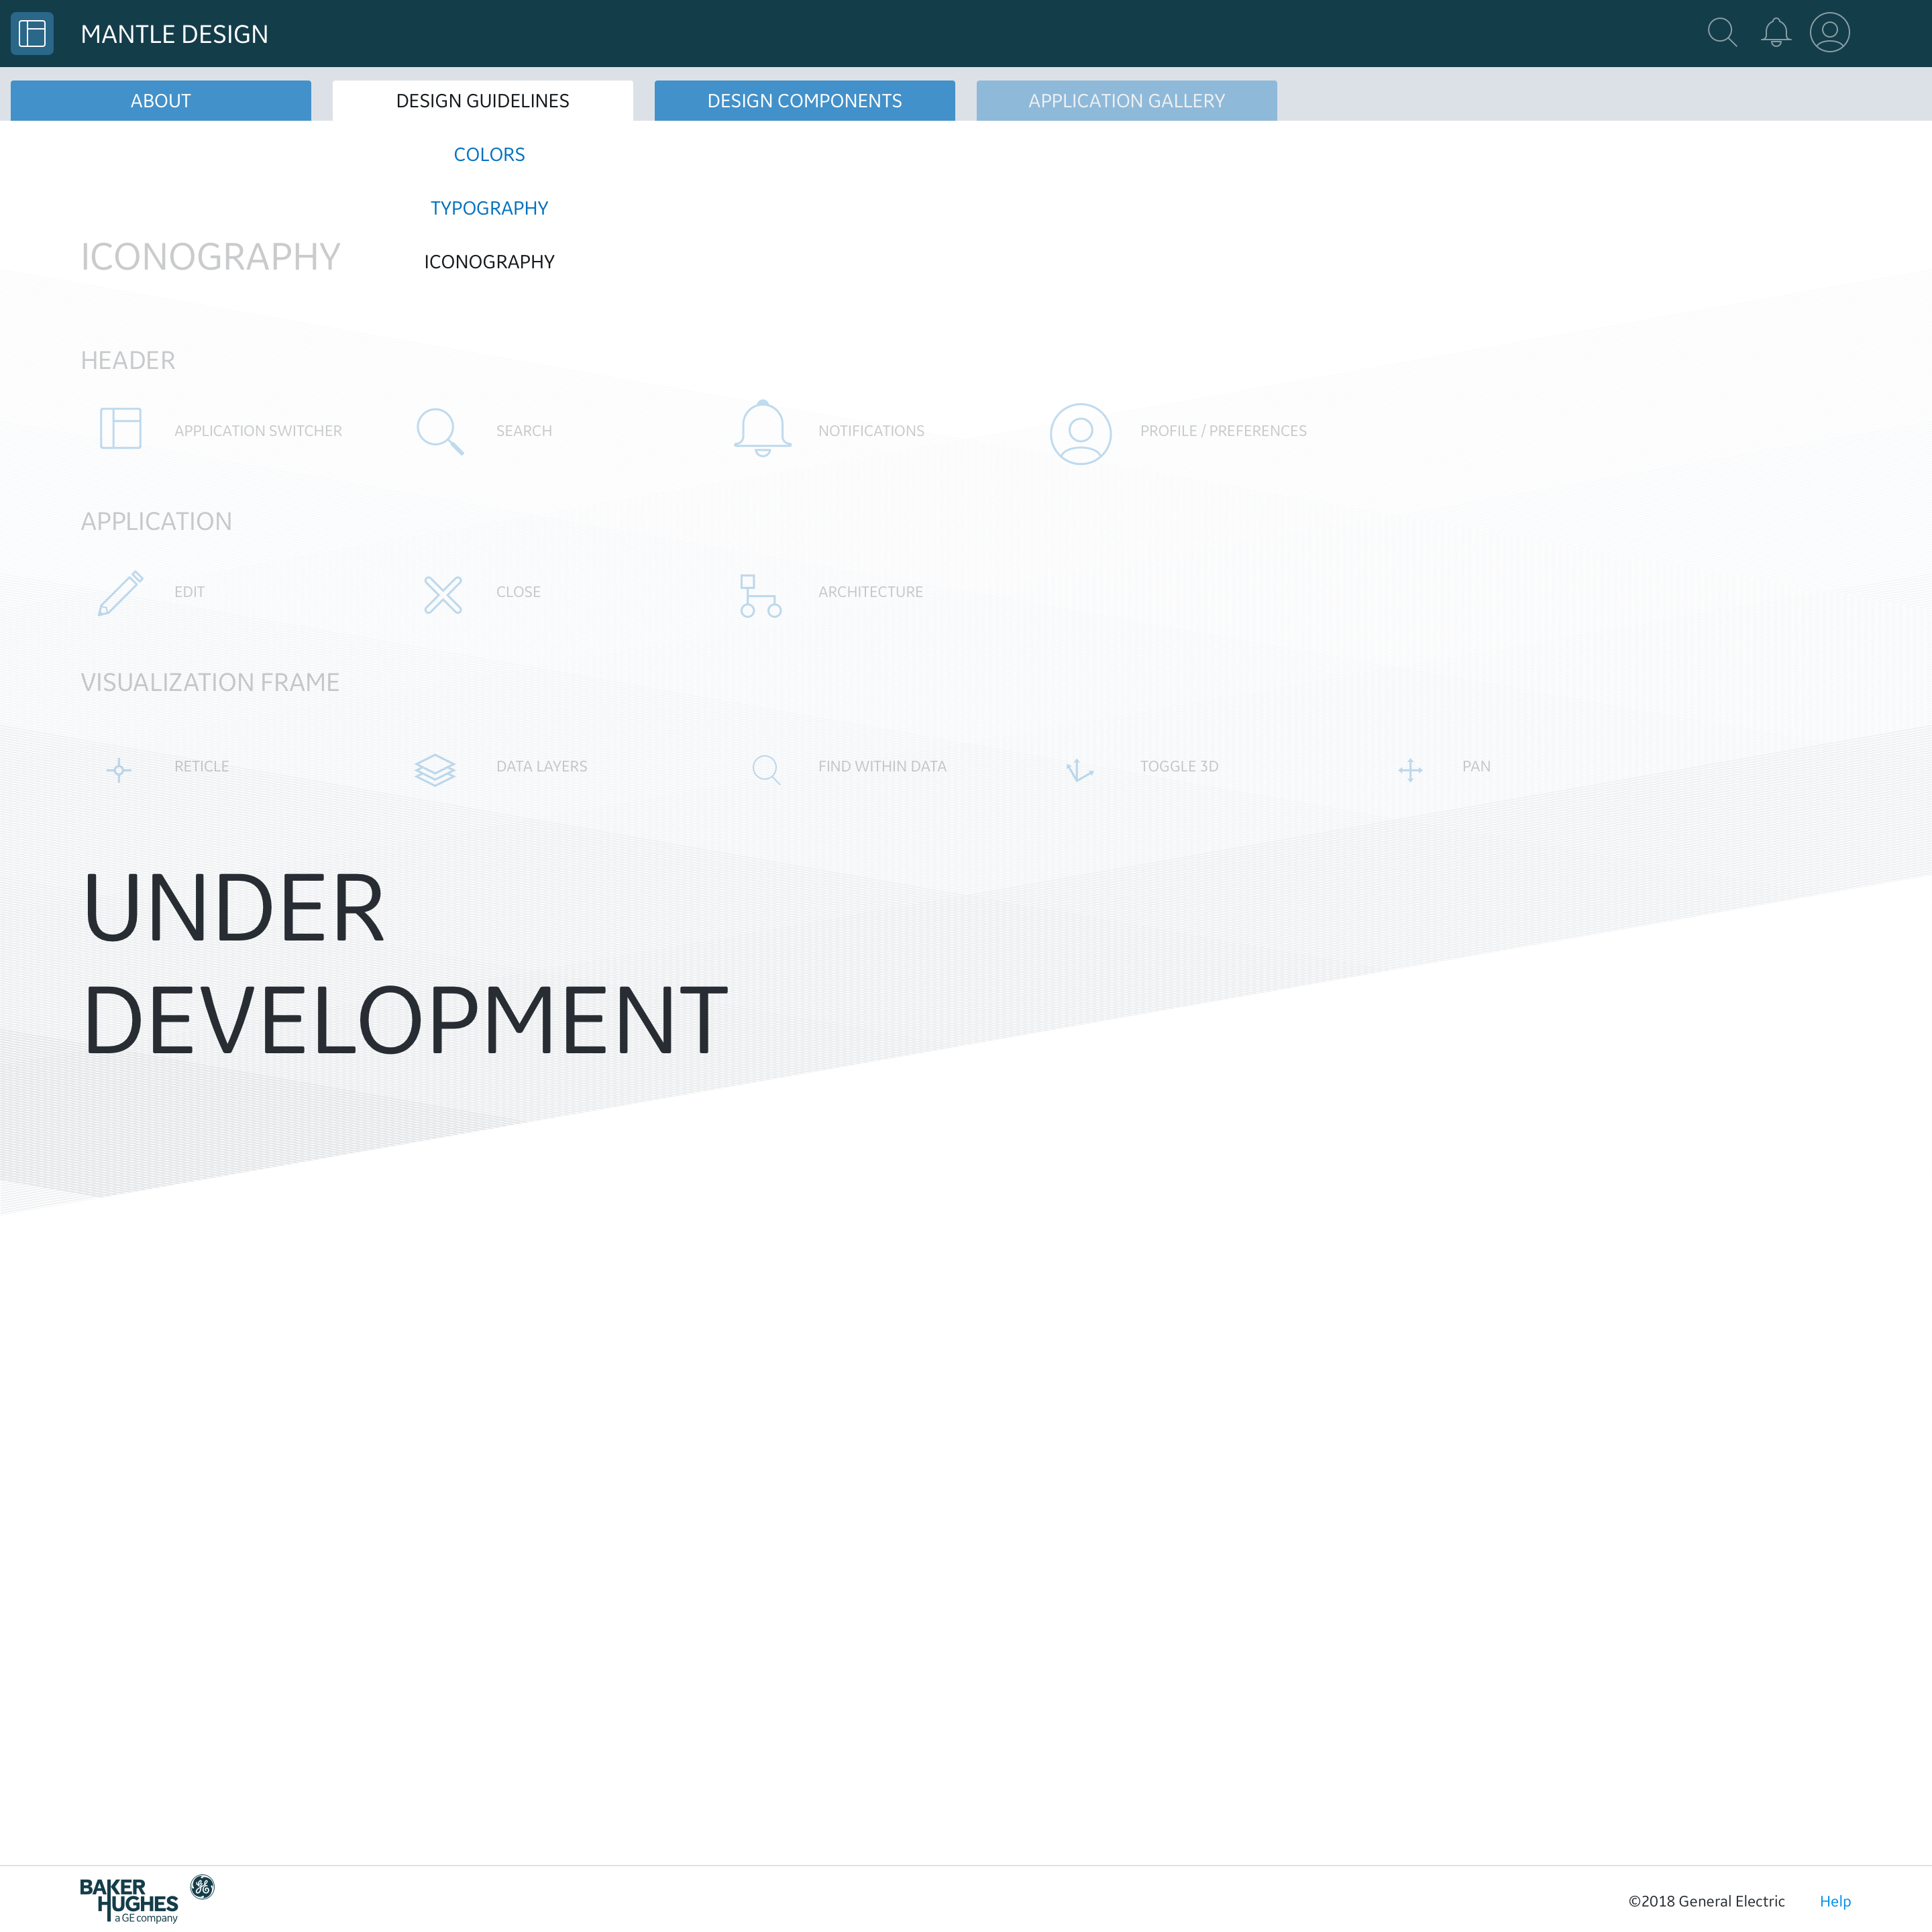 MANTLE DESIGN
ABOUT DESIGN GUIDELINES DESIGN COMPONENTS APPLICATION GALLERY
COLORS
TYPOGRAPHY
ICONOGRAPHY
ICONOGRAPHY
HEADER
APPLICATION SWITCHER SEARCH NOTIFICATIONS PROFILE / PREFERENCES
APPLICATION
EDIT CLOSE ARCHITECTURE
VISUALIZATION FRAME
RETICLE DATA LAYERS FIND WITHIN DATA TOGGLE 3D PAN
UNDER
DEVELOPMENT
BAKER
HUGHES
a GE company
GE
©2018 General Electric Help